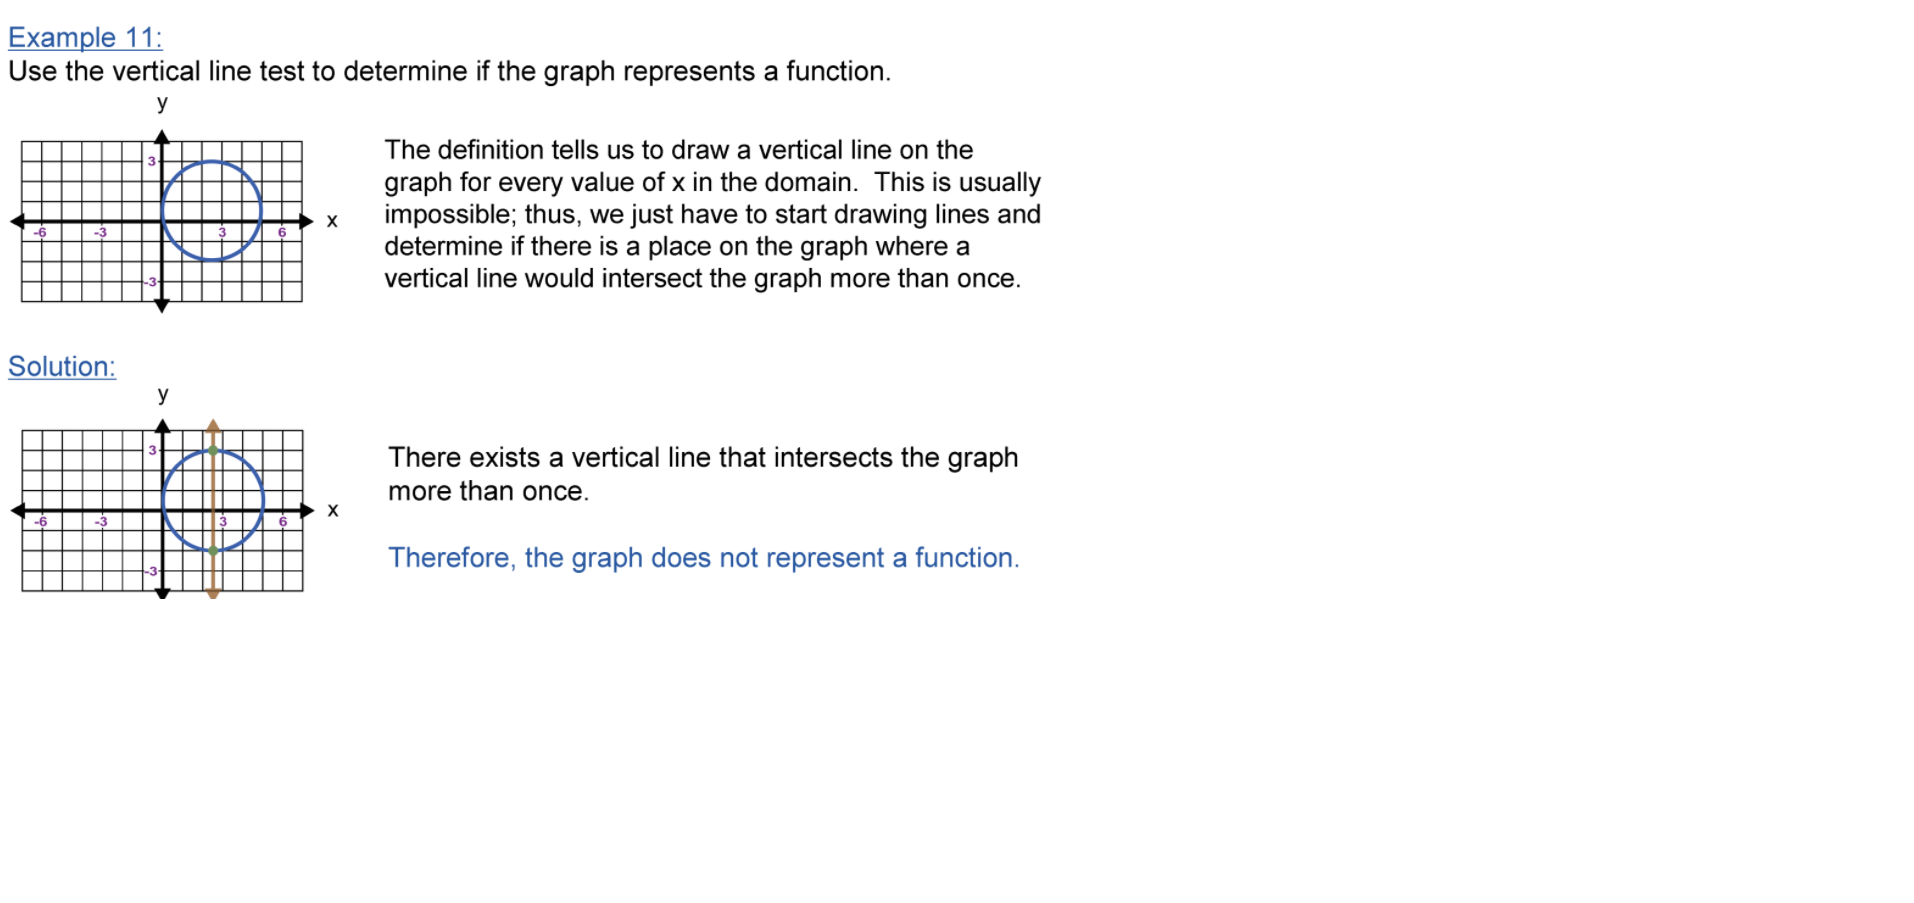 Example 11:
Use the vertical line test to determine if the graph represents a function.
y
3
-6 -3 3 6 x
-3
The definition tells us to draw a vertical line on the
graph for every value of x in the domain.  This is usually
impossible; thus, we just have to start drawing lines and
determine if there is a place on the graph where a
vertical line would intersect the graph more than once.
Solution:
y
3
-6 -3 3 6 x
-3
There exists a vertical line that intersects the graph
more than once.
Therefore, the graph does not represent a function.